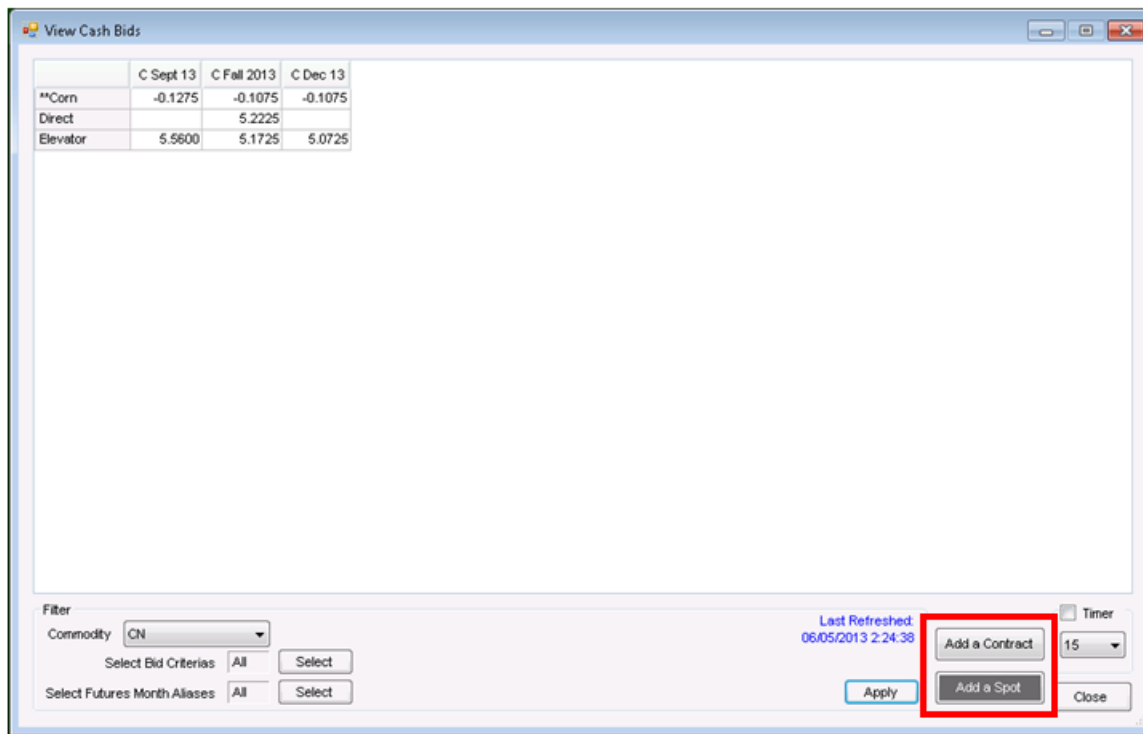 View Cash Bids
C Sept 13 C Fall 2013 C Dec 13
**Corn -0.1275 -0.1075 -0.1075
Direct 5.2225
Elevator 5.5600 5.1725 5.0725
Filter
Commodity CN
Select Bid Criterias All Select
Select Futures Month Aliases All Select
Last Refreshed:
06/05/2013 2:24:38
Apply
Add a Contract
Add a Spot
Timer
15
Close